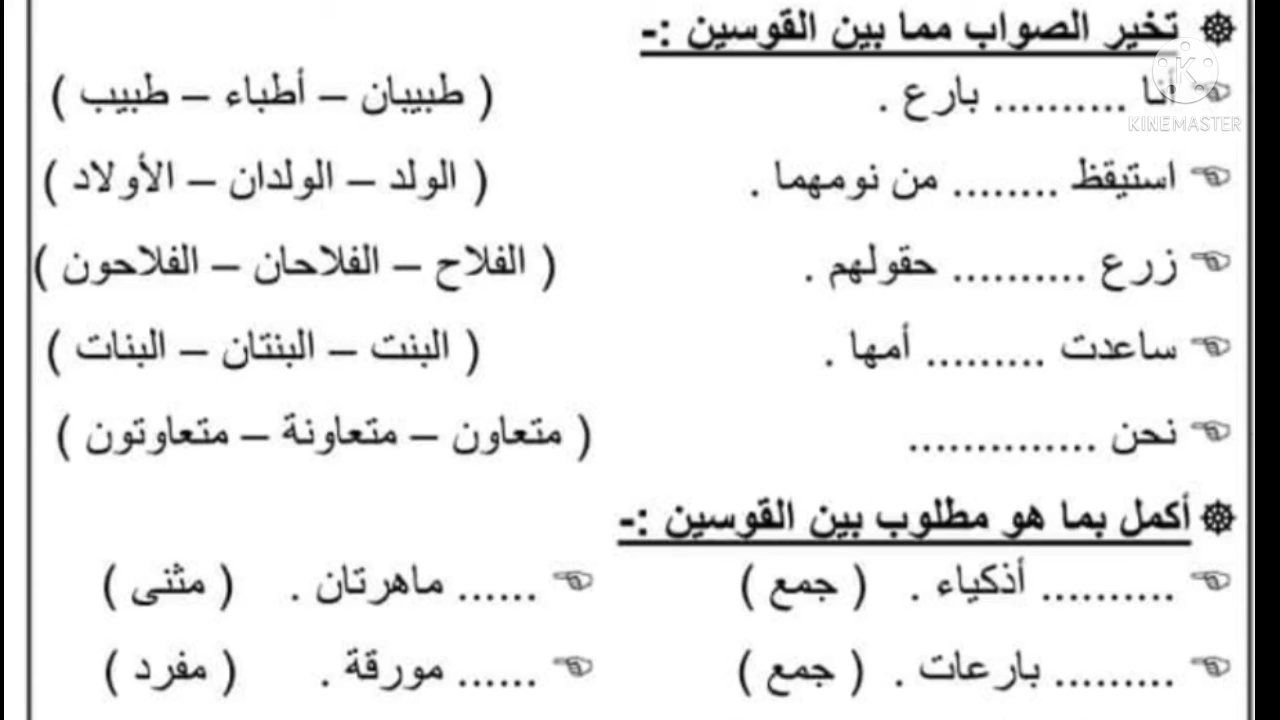 تخير الصواب مما بين القوسين :-
أنا .......... بارع . ( طبيبان – أطباء – طبيب )
استيقظ ........ من نومهما . ( الولد – الولدان – الأولاد )
زرع .......... حقولهم . ( الفلاح – الفلاحان – الفلاحون )
ساعدت ......... أمها . ( البنت – البنتان – البنات )
نحن .............. ( متعاون – متعاونة – متعاوتون )
أكمل بما هو مطلوب بين القوسين :-
.......... أذكياء . ( جمع ) ...... ماهرتان . ( مثنى )
......... بارعات . ( جمع ) ...... مورقة . ( مفرد )
KINEMASTER